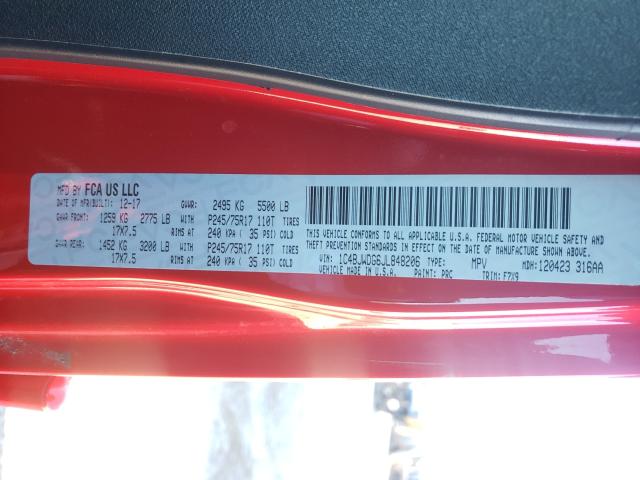 MFD BY FCA US LLC
DATE OF MFR(BUILT): 12-17 GVWR: 2495 KG 5500 LB
GAWR FRONT: 1259 KG 2775 LB WITH P245/75R17 110T TIRES
17X7.5 RIMS AT 240 KPA ( 35 PSI) COLD
GAWR REAR: 1452 KG 3200 LB WITH P245/75R17 110T TIRES
17X7.5 RIMS AT 240 KPA ( 35 PSI) COLD
THIS VEHICLE CONFORMS TO ALL APPLICABLE U.S.A. FEDERAL MOTOR VEHICLE SAFETY AND
THEFT PREVENTION STANDARDS IN EFFECT ON THE DATE OF MANUFACTURE SHOWN ABOVE.
THIS VEHICLE MANUFACTURED IN U.S.A.
VIN: 1C4BJWDG6JL848206 TYPE: MPV MDH: 120423 316AA
PAINT: PRC TRIM: F7X9